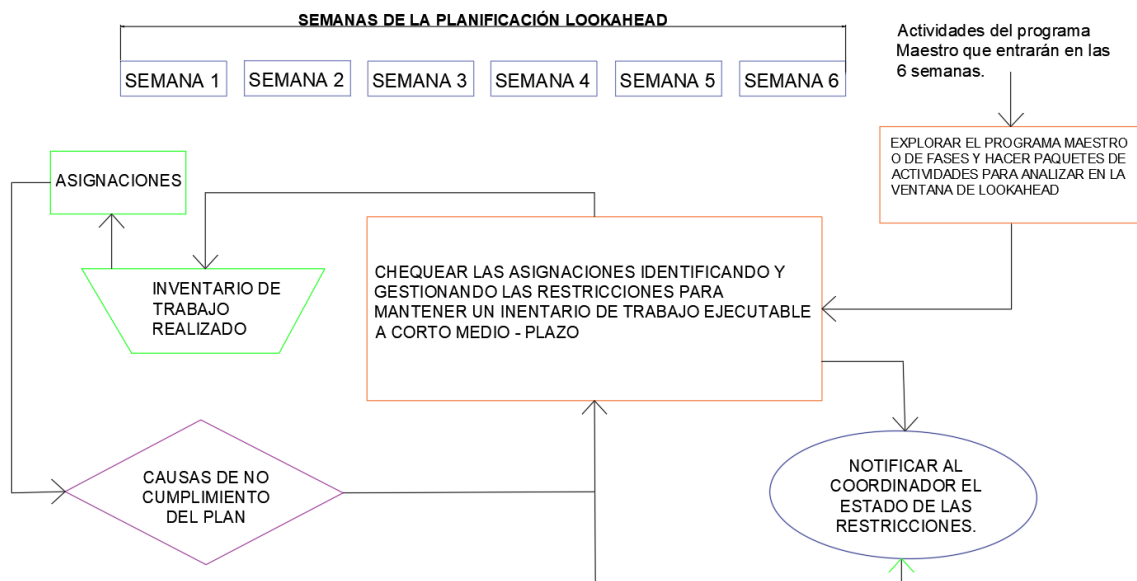 SEMANAS DE LA PLANIFICACIÓN LOOKAHEAD
SEMANA 1
SEMANA 2
SEMANA 3
SEMANA 4
SEMANA 5
SEMANA 6
Actividades del programa
Maestro que entrarán en las
6 semanas.
EXPLORAR EL PROGRAMA MAESTRO
O DE FASES Y HACER PAQUETES DE
ACTIVIDADES PARA ANALIZAR EN LA
VENTANA DE LOOKAHEAD
ASIGNACIONES
INVENTARIO DE
TRABAJO
REALIZADO
CHEQUEAR LAS ASIGNACIONES IDENTIFICANDO Y
GESTIONANDO LAS RESTRICCIONES PARA
MANTENER UN INENTARIO DE TRABAJO EJECUTABLE
A CORTO MEDIO - PLAZO
CAUSAS DE NO
CUMPLIMIENTO
DEL PLAN
NOTIFICAR AL
COORDINADOR EL
ESTADO DE LAS
RESTRICCIONES.